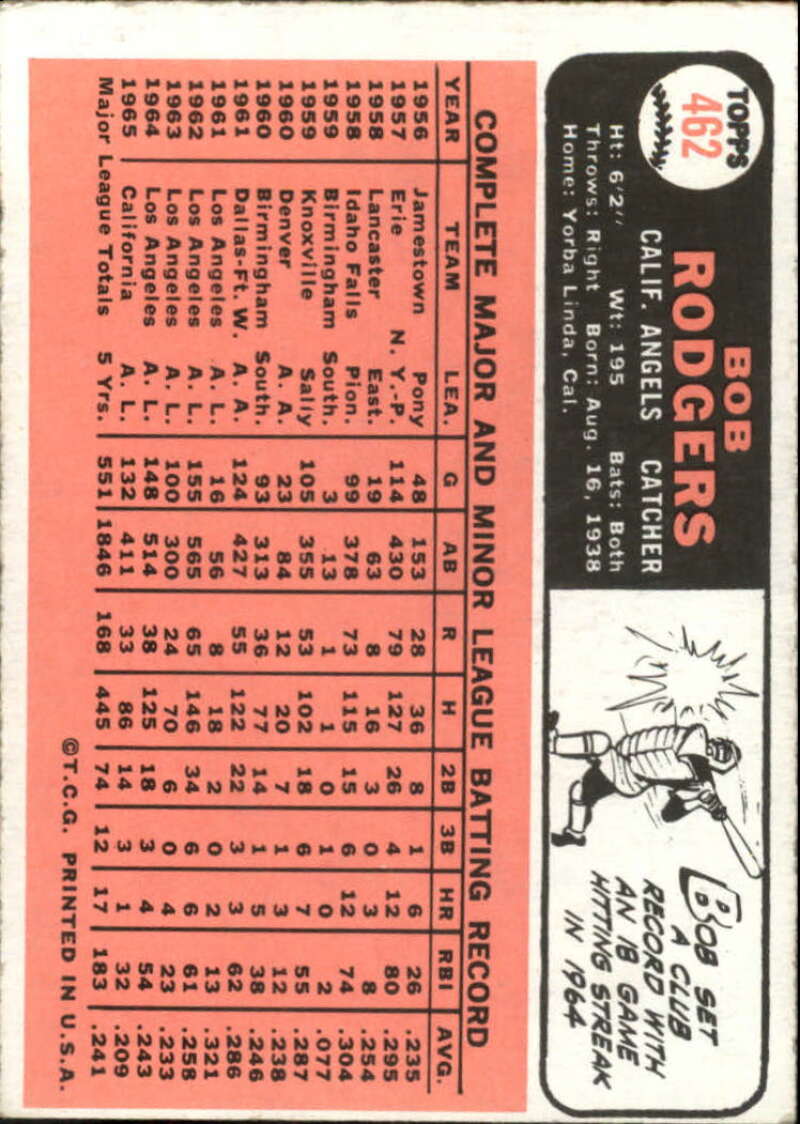 TOPPS
462
BOB
RODGERS
CALIF. ANGELS CATCHER
Ht: 6'2" Wt: 195 Bats: Both
Throws: Right Born: Aug. 16, 1938
Home: Yorba Linda, Cal.
BOB SET
A CLUB
RECORD WITH
AN 18 GAME
HITTING STREAK
IN 1964
COMPLETE MAJOR AND MINOR LEAGUE BATTING RECORD
YEAR TEAM LEA. G AB R H 2B 3B HR RBI AVG.
1956 Jamestown Pony 48 153 28 36 8 1 6 26 .235
1957 Erie N. Y.-P. 114 430 79 127 26 4 12 80 .295
1958 Lancaster East. 19 63 8 16 3 0 3 8 .254
1958 Idaho Falls Pion. 99 378 73 115 15 6 12 74 .304
1959 Birmingham South. 3 13 1 1 0 1 0 2 .077
1959 Knoxville Sally 105 355 53 102 18 6 7 55 .287
1960 Denver A. A. 23 84 12 20 7 1 3 12 .238
1960 Birmingham South. 93 313 36 77 14 1 5 38 .246
1961 Dallas-Ft. W. A. A. 124 427 55 122 22 3 3 62 .286
1961 Los Angeles A. L. 16 56 8 18 2 0 2 13 .321
1962 Los Angeles A. L. 155 565 65 146 34 6 6 61 .258
1963 Los Angeles A. L. 100 300 24 70 6 0 4 23 .233
1964 Los Angeles A. L. 148 514 38 125 18 3 4 54 .243
1965 California A. L. 132 411 33 86 14 3 1 32 .209
Major League Totals 5 Yrs. 551 1846 168 445 74 12 17 183 .241
©T.C.G. PRINTED IN U.S.A.